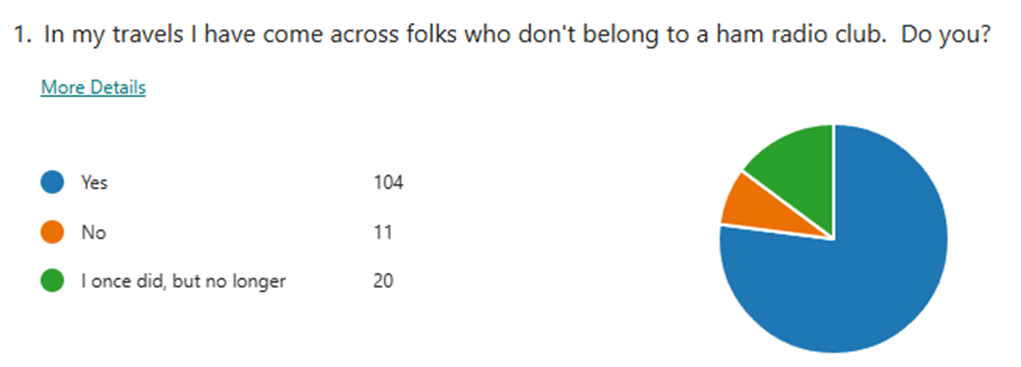 1. In my travels I have come across folks who don't belong to a ham radio club.  Do you?
More Details
Yes 104
No 11
I once did, but no longer 20